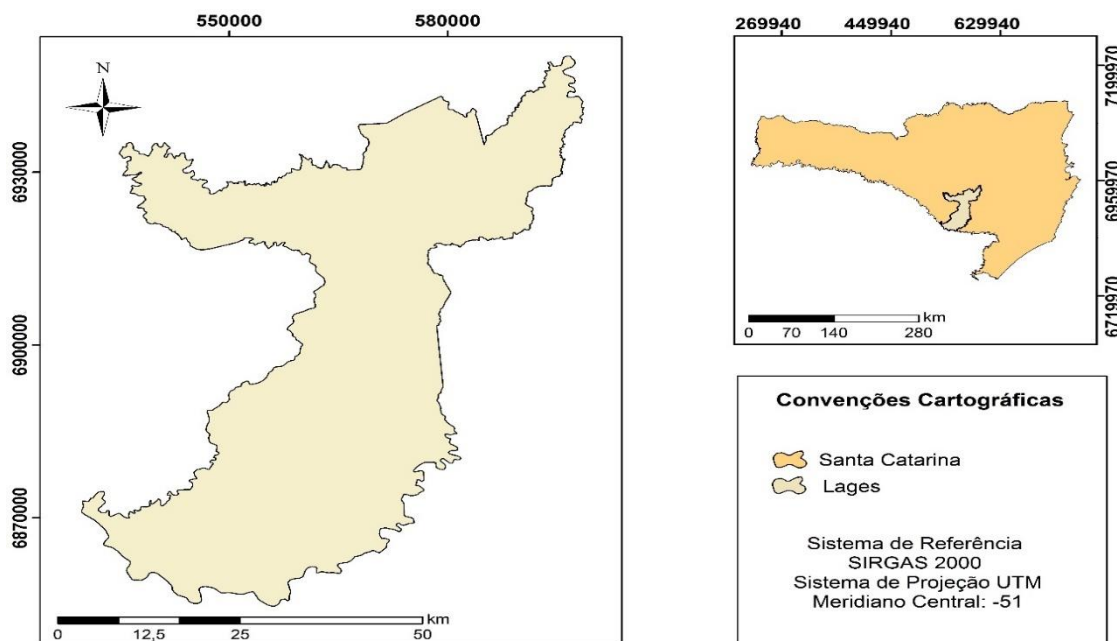 550000 580000
N
6930000
6900000
6870000
km
0 12,5 25 50
269940 449940 629940
7199970
6959970
6719970
km
0 70 140 280
Convenções Cartográficas
Santa Catarina
Lages
Sistema de Referência
SIRGAS 2000
Sistema de Projeção UTM
Meridiano Central: -51